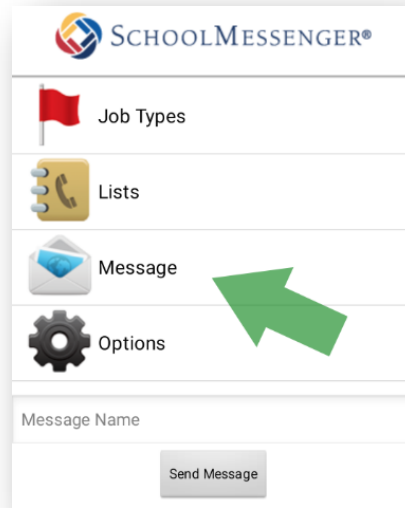 SCHOOLMESSENGER®
Job Types
Lists
Message
Options
Message Name
Send Message